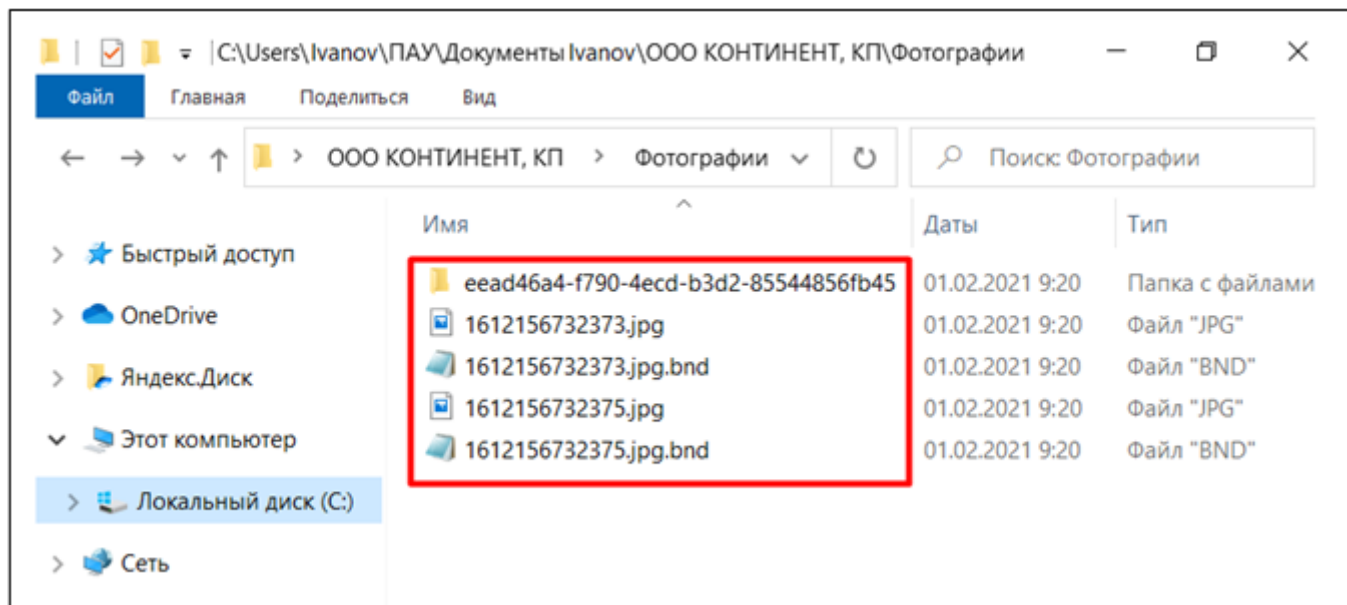 C:\Users\Ivanov\ПАУ\Документы Ivanov\ООО КОНТИНЕНТ, КП\Фотографии
Файл Главная Поделиться Вид
ООО КОНТИНЕНТ, КП > Фотографии Поиск: Фотографии
Имя Даты Тип
Быстрый доступ
eead46a4-f790-4ecd-b3d2-85544856fb45 01.02.2021 9:20 Папка с файлами
OneDrive
1612156732373.jpg 01.02.2021 9:20 Файл "JPG"
1612156732373.jpg.bnd 01.02.2021 9:20 Файл "BND"
Яндекс.Диск
1612156732375.jpg 01.02.2021 9:20 Файл "JPG"
Этот компьютер
1612156732375.jpg.bnd 01.02.2021 9:20 Файл "BND"
Локальный диск (C:)
Сеть